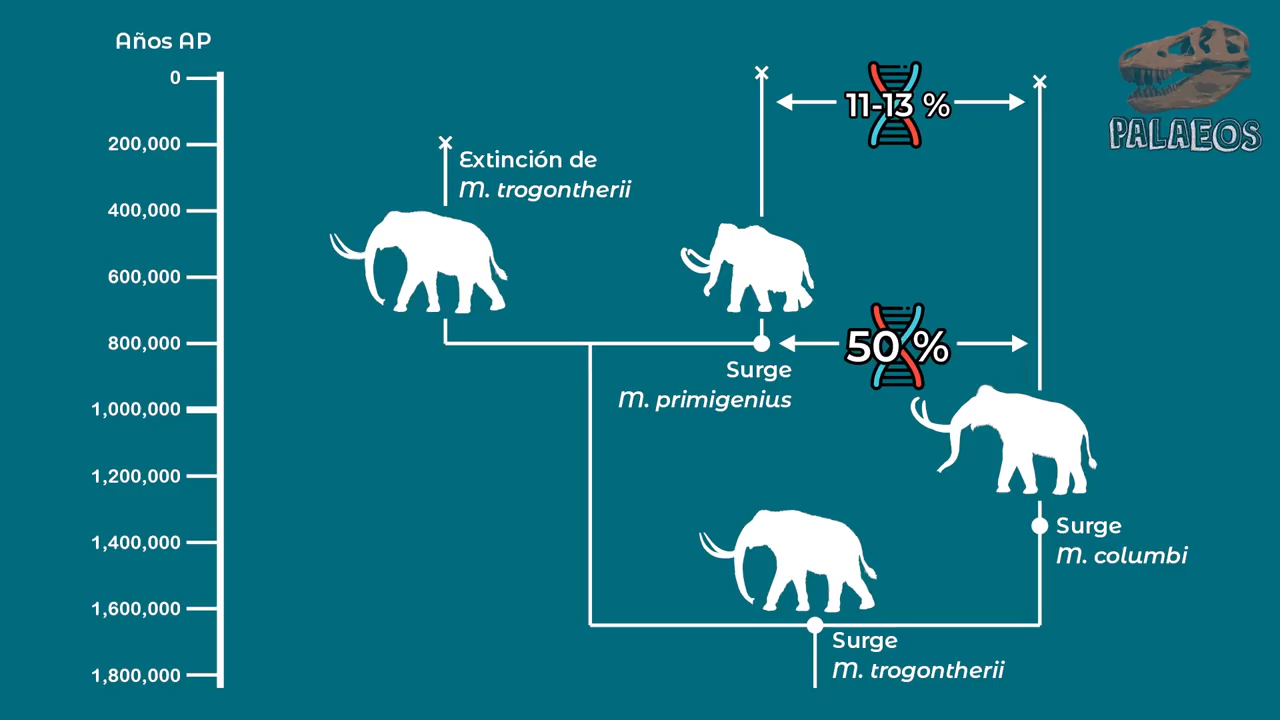 Años AP
0
200,000
400,000
600,000
800,000
1,000,000
1,200,000
1,400,000
1,600,000
1,800,000
Extinción de
M. trogontherii
11-13 %
PALAEOS
50 %
Surge
M. primigenius
Surge
M. columbi
Surge
M. trogontherii